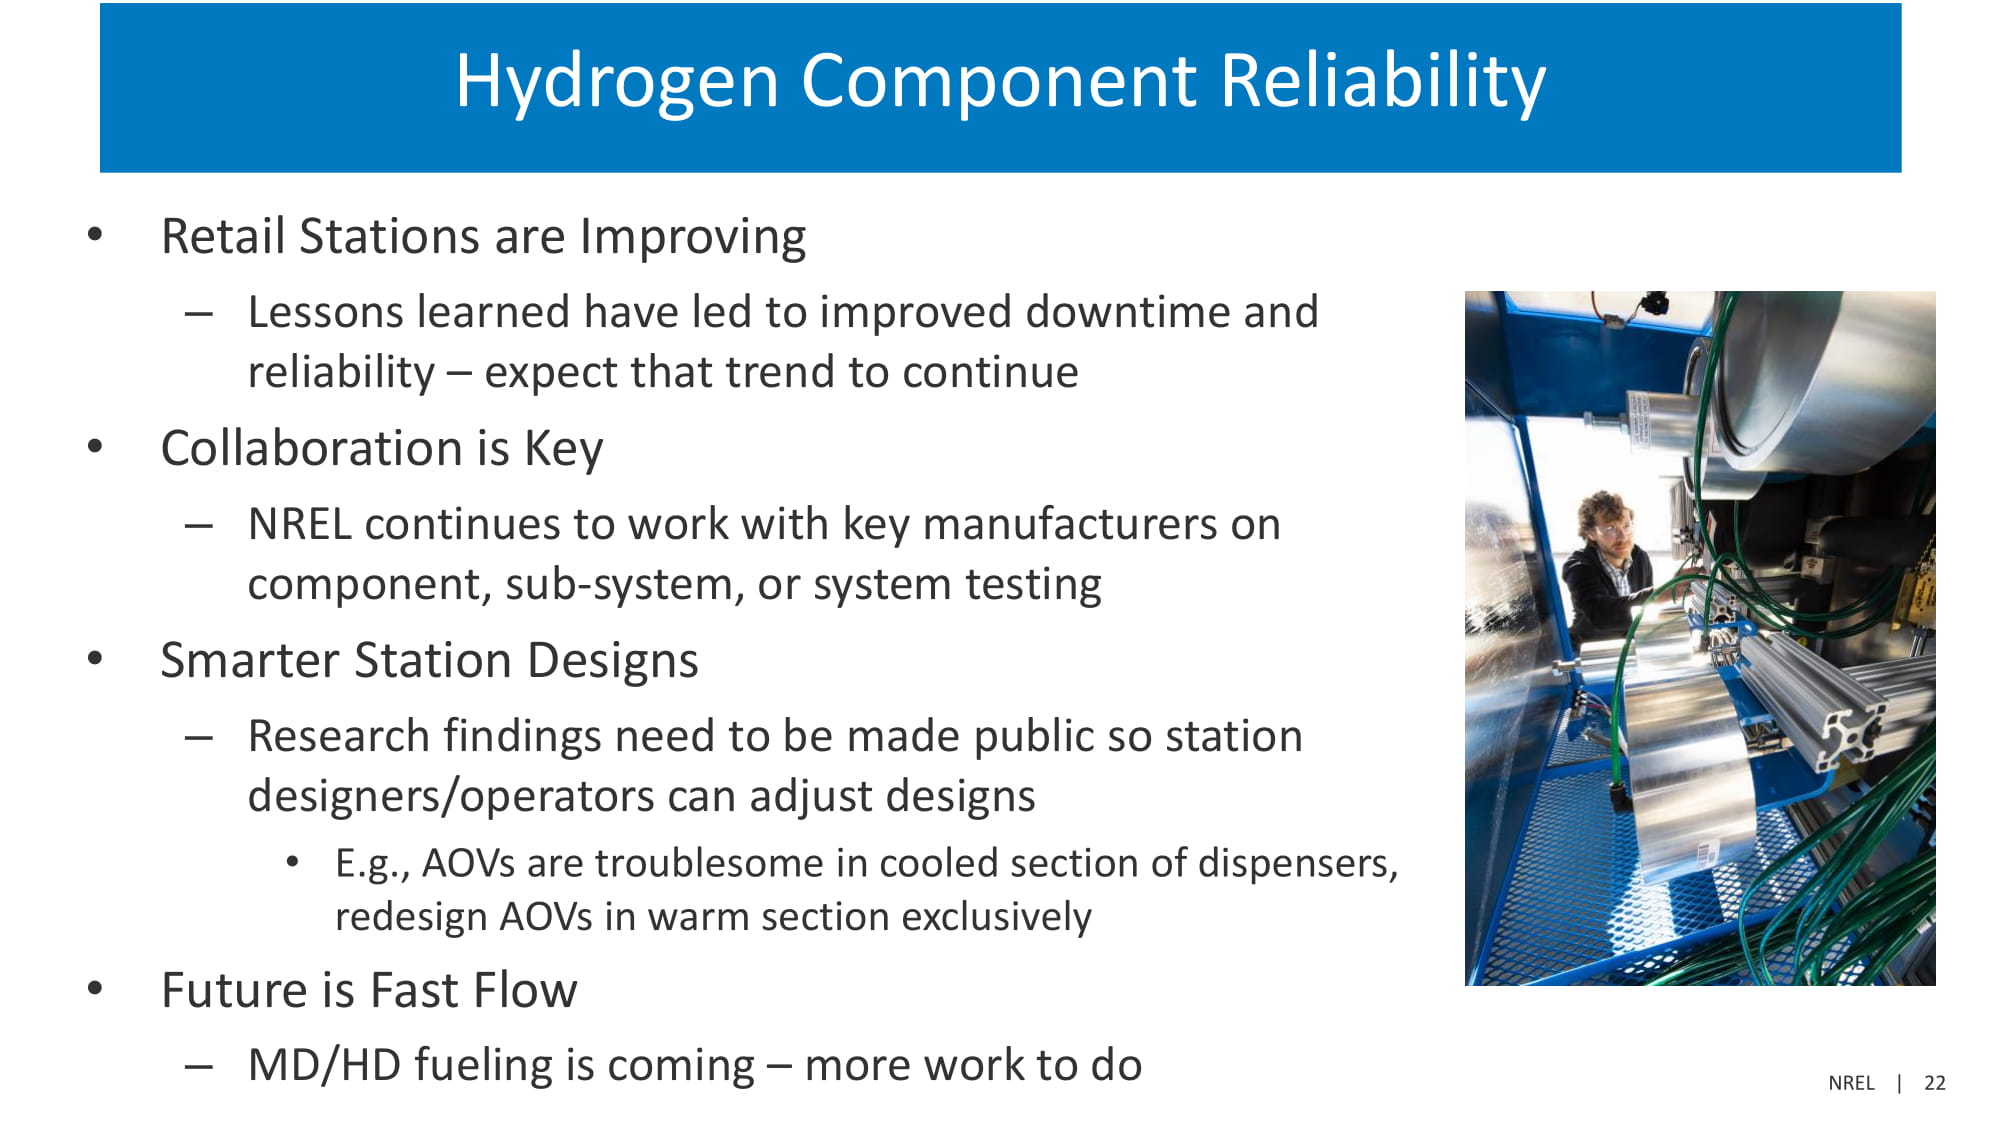 Hydrogen Component Reliability
• Retail Stations are Improving
– Lessons learned have led to improved downtime and
reliability – expect that trend to continue
• Collaboration is Key
– NREL continues to work with key manufacturers on
component, sub-system, or system testing
• Smarter Station Designs
– Research findings need to be made public so station
designers/operators can adjust designs
• E.g., AOVs are troublesome in cooled section of dispensers,
redesign AOVs in warm section exclusively
• Future is Fast Flow
– MD/HD fueling is coming – more work to do
NREL | 22